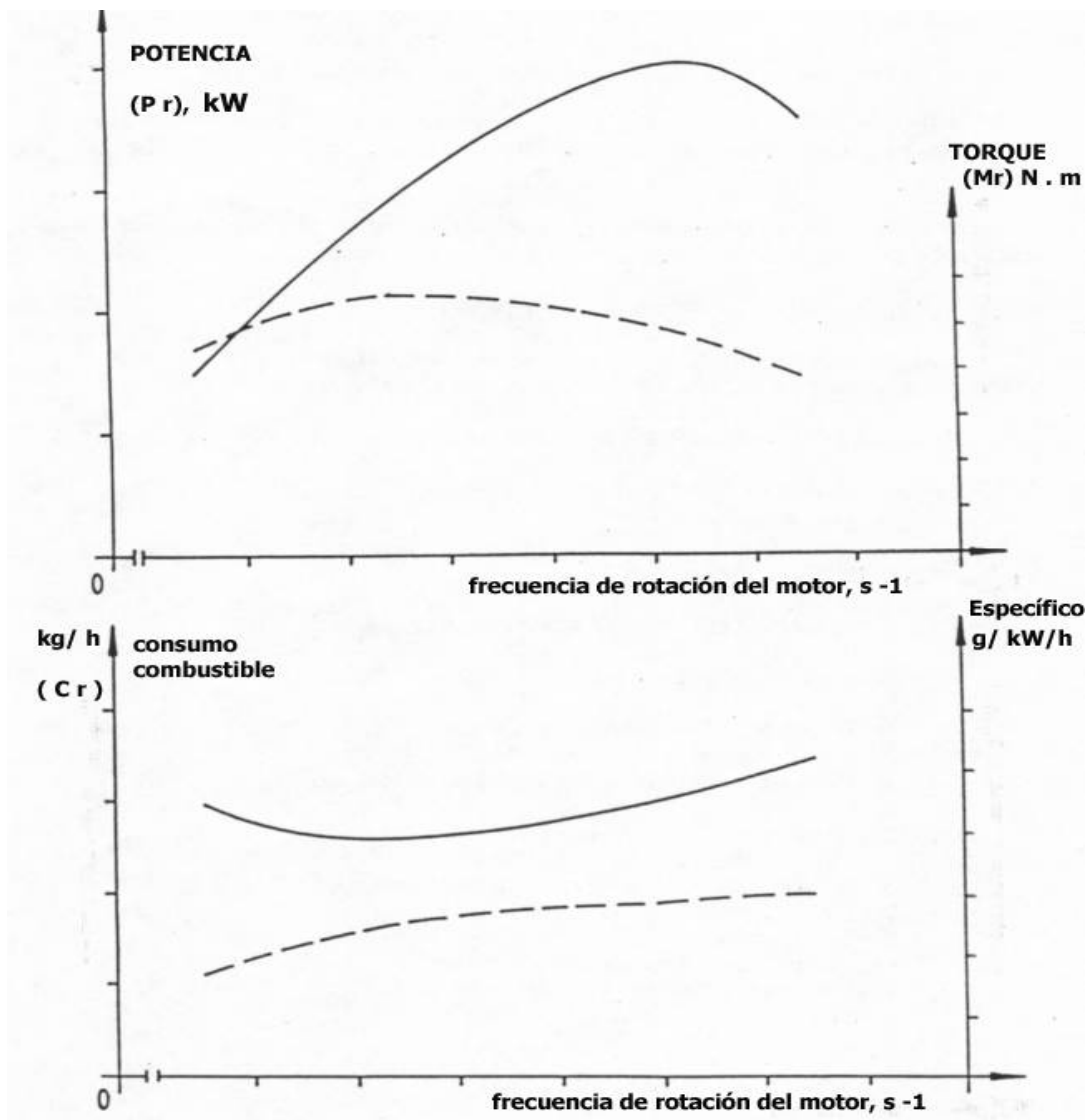 POTENCIA
(P r), kW
TORQUE
(Mr) N . m
0
frecuencia de rotación del motor, s -1
kg/ h
consumo
combustible
( C r )
Específico
g/ kW/h
0
frecuencia de rotación del motor, s -1